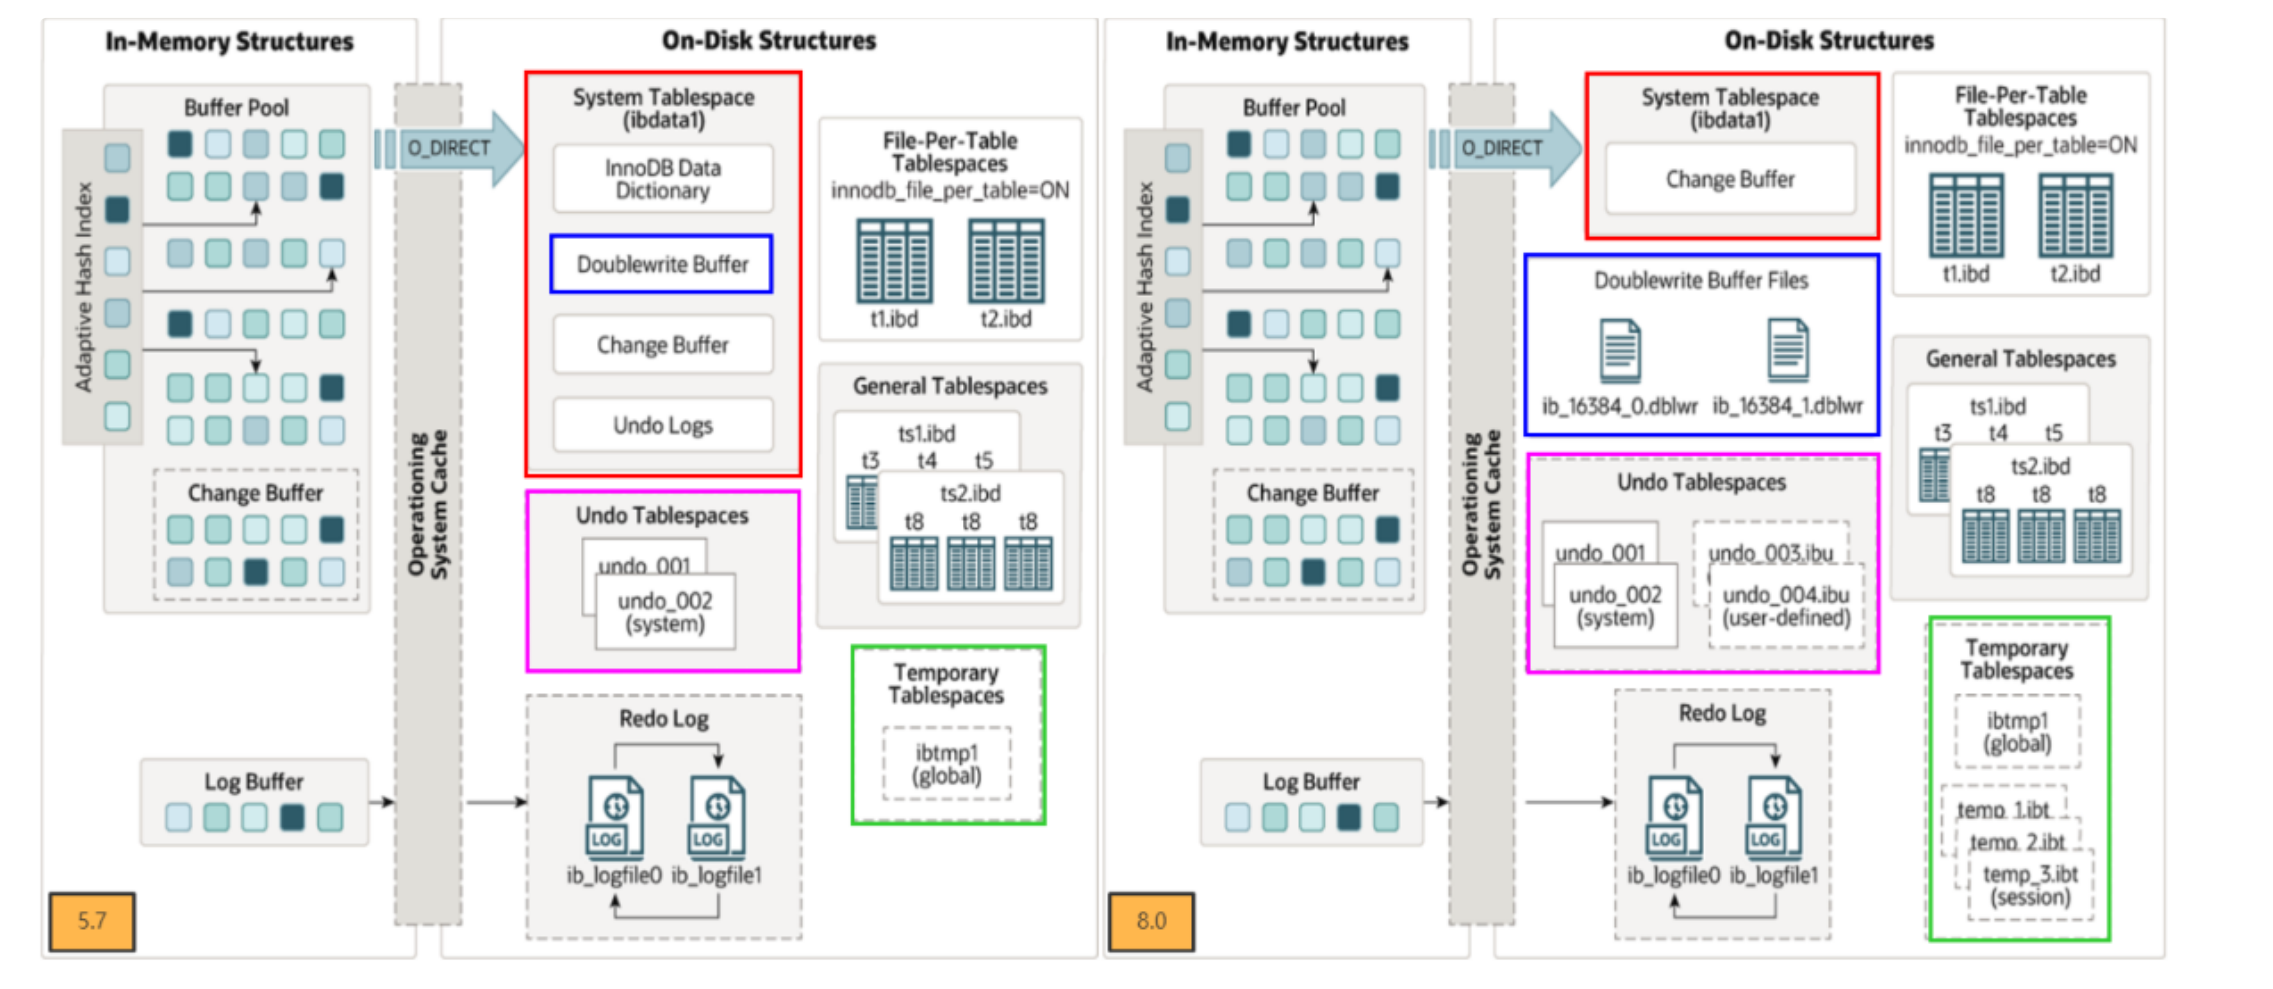 In-Memory Structures
Buffer Pool
Adaptive Hash Index
Change Buffer
Log Buffer
5.7
Operationing
System Cache
O_DIRECT
On-Disk Structures
System Tablespace
(ibdata1)
InnoDB Data
Dictionary
Doublewrite Buffer
Change Buffer
Undo Logs
Undo Tablespaces
undo_001
undo_002
(system)
Redo Log
LOG
LOG
ib_logfile0 ib_logfile1
File-Per-Table
Tablespaces
innodb_file_per_table=ON
t1.ibd
t2.ibd
General Tablespaces
ts1.ibd
t3 t4 t5
ts2.ibd
t8 t8 t8
Temporary
Tablespaces
ibtmp1
(global)
In-Memory Structures
Buffer Pool
Adaptive Hash Index
Change Buffer
Log Buffer
8.0
Operationing
System Cache
O_DIRECT
On-Disk Structures
System Tablespace
(ibdata1)
Change Buffer
Doublewrite Buffer Files
ib_16384_0.dblwr ib_16384_1.dblwr
Undo Tablespaces
undo_001
undo_002
(system)
undo_003.ibu
undo_004.ibu
(user-defined)
Redo Log
LOG
LOG
ib_logfile0 ib_logfile1
File-Per-Table
Tablespaces
innodb_file_per_table=ON
t1.ibd
t2.ibd
General Tablespaces
ts1.ibd
t3 t4 t5
ts2.ibd
t8 t8 t8
Temporary
Tablespaces
ibtmp1
(global)
temp_1.ibt
temp_2.ibt
temp_3.ibt
(session)